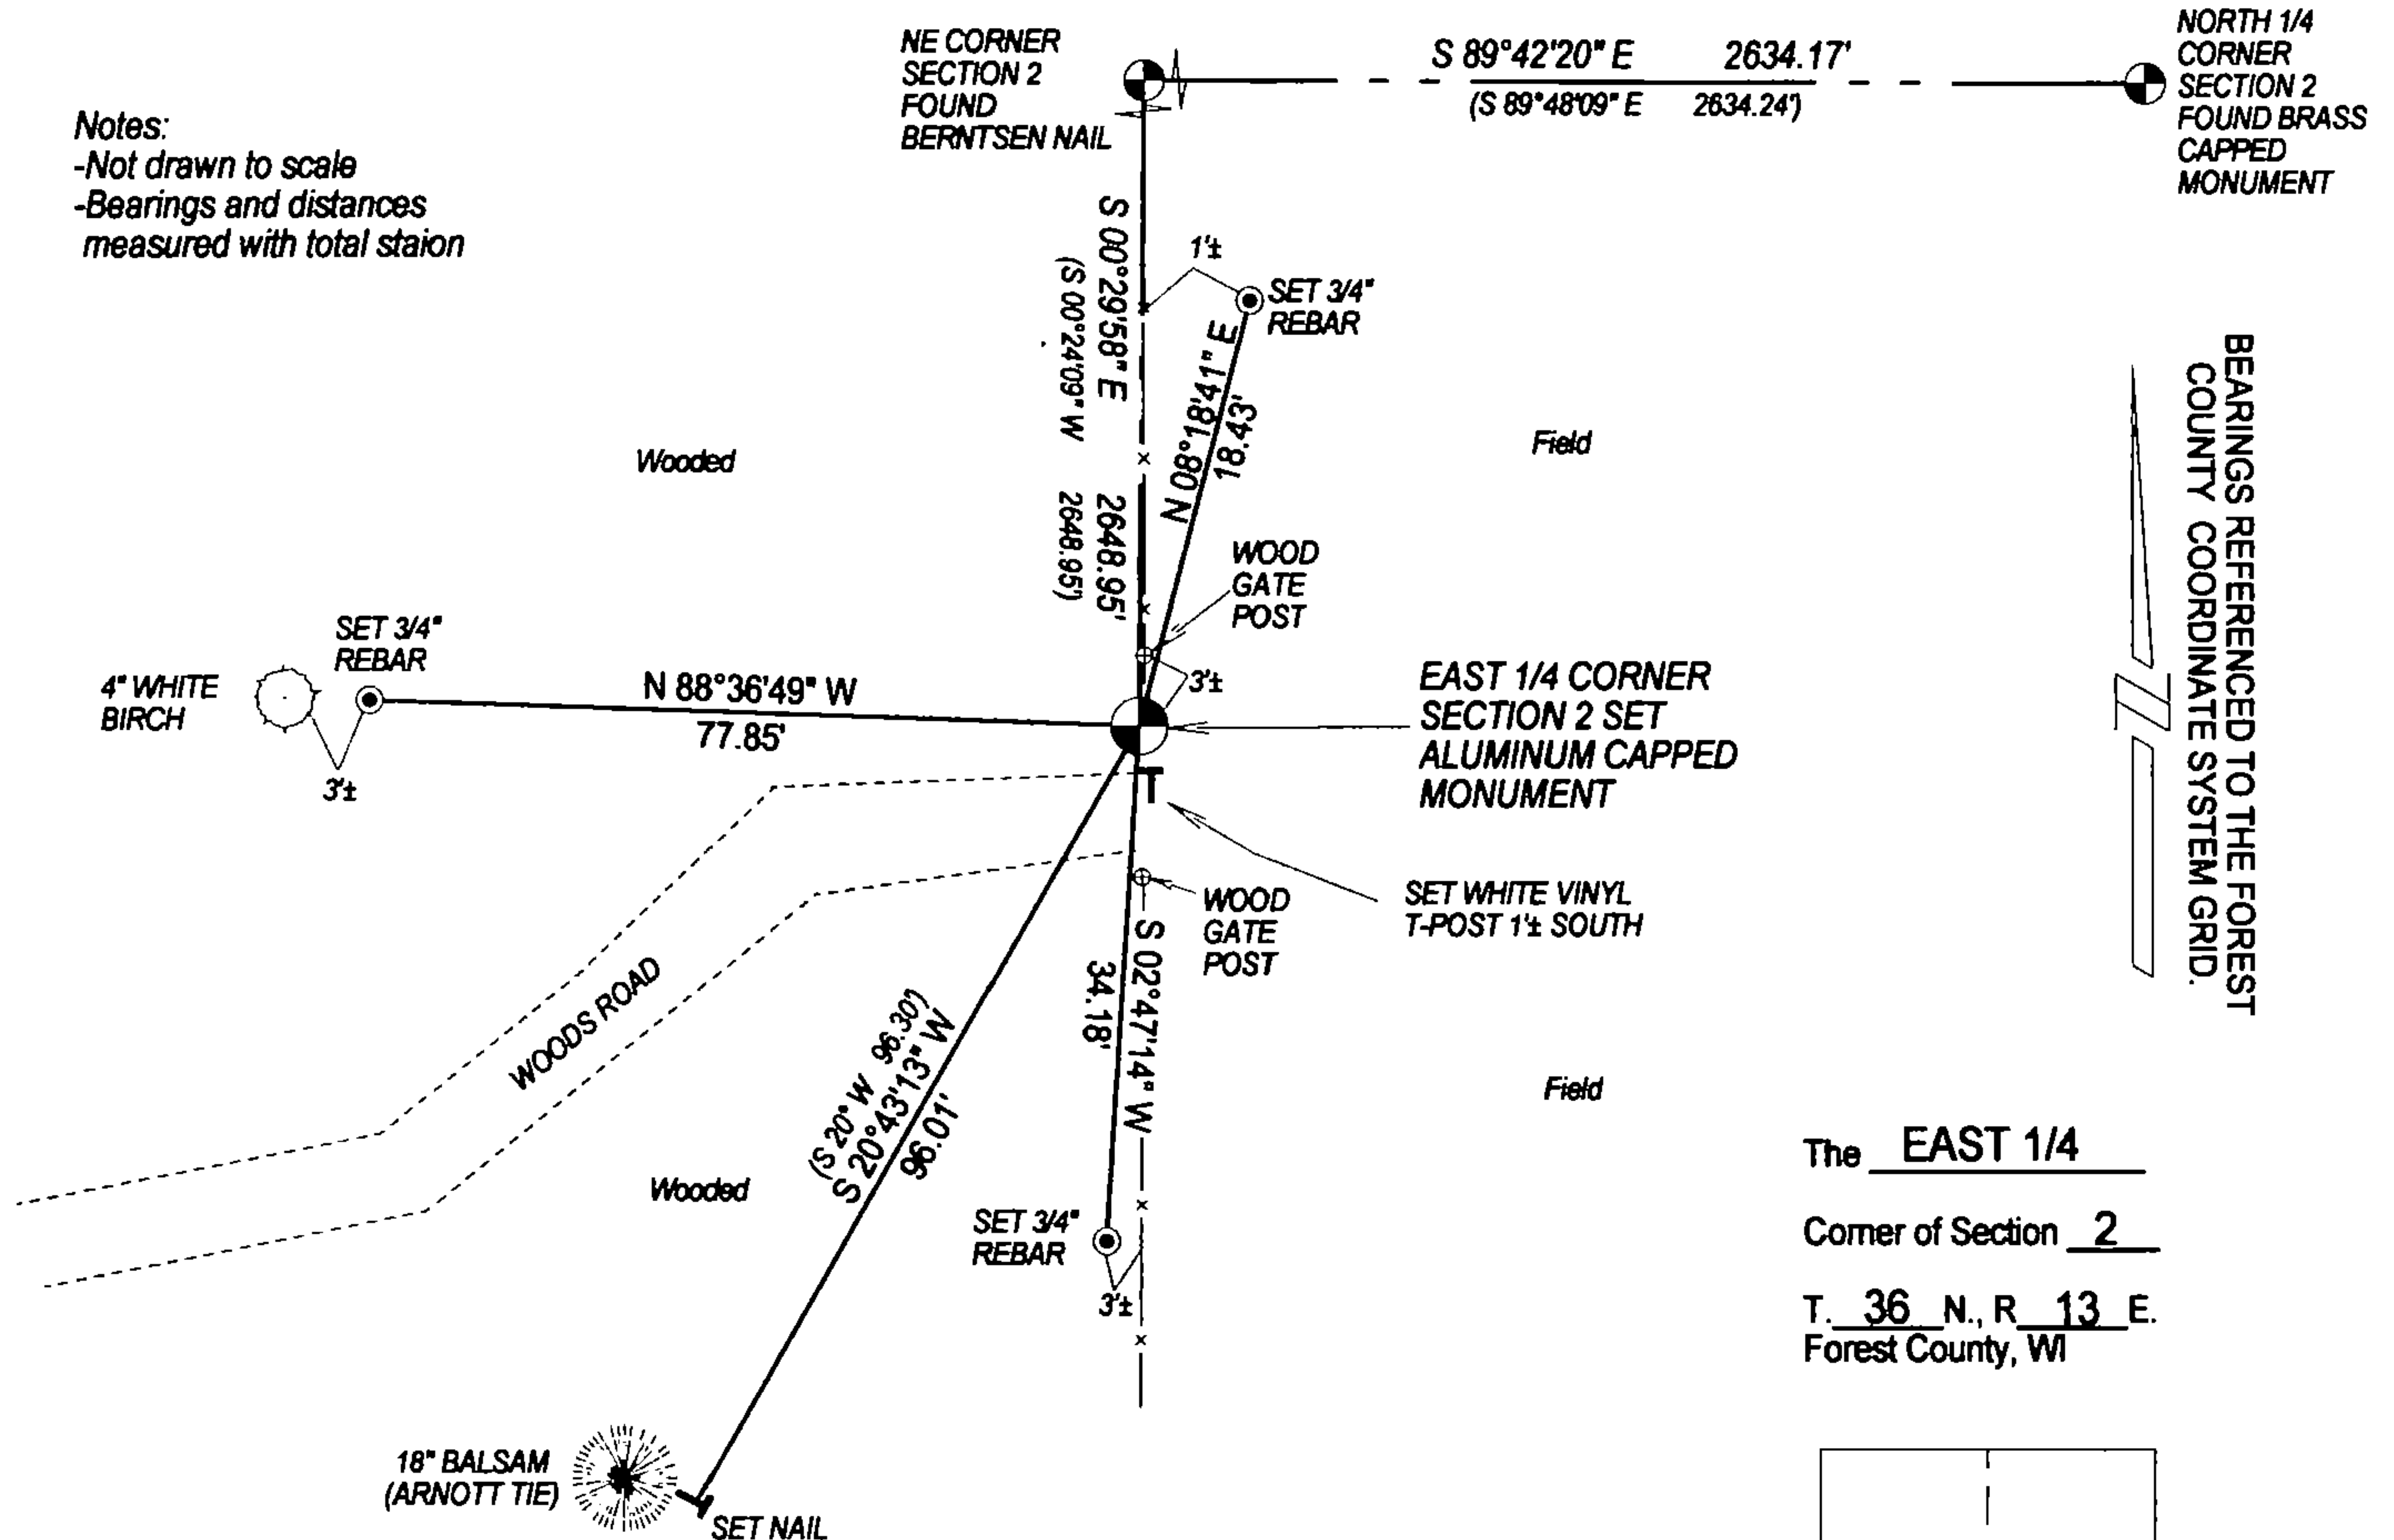 NE CORNER
SECTION 2
FOUND
BERNTSEN NAIL
S 89°42'20" E 2634.17'
(S 89°48'09" E 2634.24')
NORTH 1/4
CORNER
SECTION 2
FOUND BRASS
CAPPED
MONUMENT
Notes:
-Not drawn to scale
-Bearings and distances
measured with total staion
S 00°29'58" E 2648.95'
(S 00°24'09" W 2648.95')
1'±
SET 3/4"
REBAR
N 08°18'41" E
18.43'
Wooded
Field
BEARINGS REFERENCED TO THE FOREST
COUNTY COORDINATE SYSTEM GRID.
WOOD
GATE
POST
3'±
4" WHITE
BIRCH
SET 3/4"
REBAR
3'±
N 88°36'49" W
77.85'
EAST 1/4 CORNER
SECTION 2 SET
ALUMINUM CAPPED
MONUMENT
T
SET WHITE VINYL
T-POST 1'± SOUTH
WOOD
GATE
POST
S 02°47'14" W
34.18'
WOODS ROAD
(S 20° W 96.30')
S 20°43'13" W
96.01'
Field
Wooded
SET 3/4"
REBAR
3'±
18" BALSAM
(ARNOTT TIE)
SET NAIL
The EAST 1/4
Corner of Section 2
T. 36 N., R 13 E.
Forest County, WI